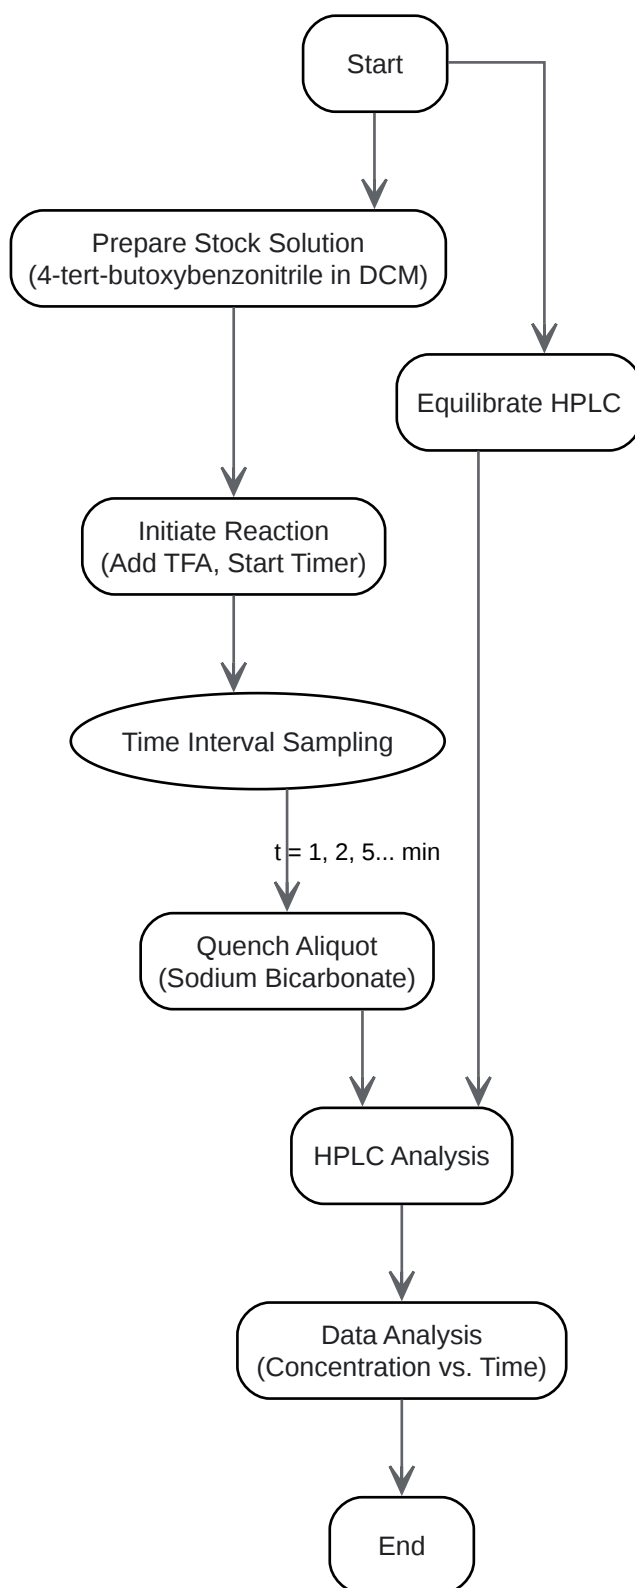 Start
Prepare Stock Solution
(4-tert-butoxybenzonitrile in DCM)
Equilibrate HPLC
Initiate Reaction
(Add TFA, Start Timer)
Time Interval Sampling
t = 1, 2, 5... min
Quench Aliquot
(Sodium Bicarbonate)
HPLC Analysis
Data Analysis
(Concentration vs. Time)
End